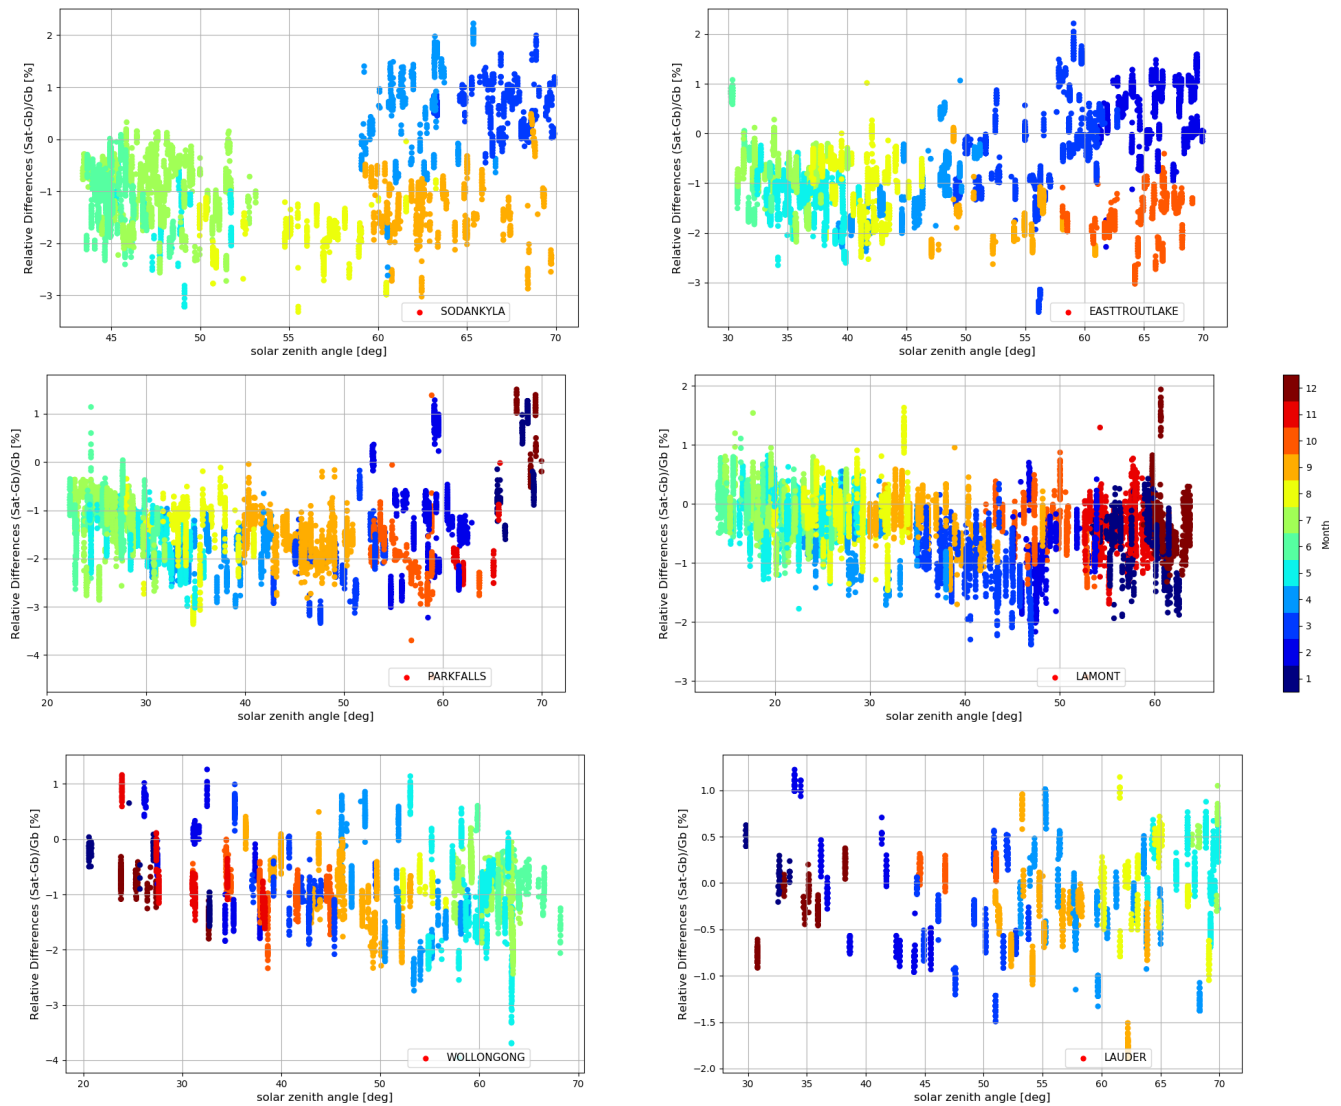 Relative Differences (Sat-Gb)/Gb [%]
2
1
0
−1
−2
−3
SODANKYLA
45 50 55 60 65 70
solar zenith angle [deg]
Relative Differences (Sat-Gb)/Gb [%]
2
1
0
−1
−2
−3
EASTTROUTLAKE
30 35 40 45 50 55 60 65 70
solar zenith angle [deg]
Relative Differences (Sat-Gb)/Gb [%]
1
0
−1
−2
−3
−4
PARKFALLS
20 30 40 50 60 70
solar zenith angle [deg]
Relative Differences (Sat-Gb)/Gb [%]
2
1
0
−1
−2
−3
LAMONT
20 30 40 50 60
solar zenith angle [deg]
12
11
10
9
8
7
6
5
4
3
2
1
Month
Relative Differences (Sat-Gb)/Gb [%]
1
0
−1
−2
−3
−4
WOLLONGONG
20 30 40 50 60 70
solar zenith angle [deg]
Relative Differences (Sat-Gb)/Gb [%]
1.0
0.5
0.0
−0.5
−1.0
−1.5
−2.0
LAUDER
30 35 40 45 50 55 60 65 70
solar zenith angle [deg]